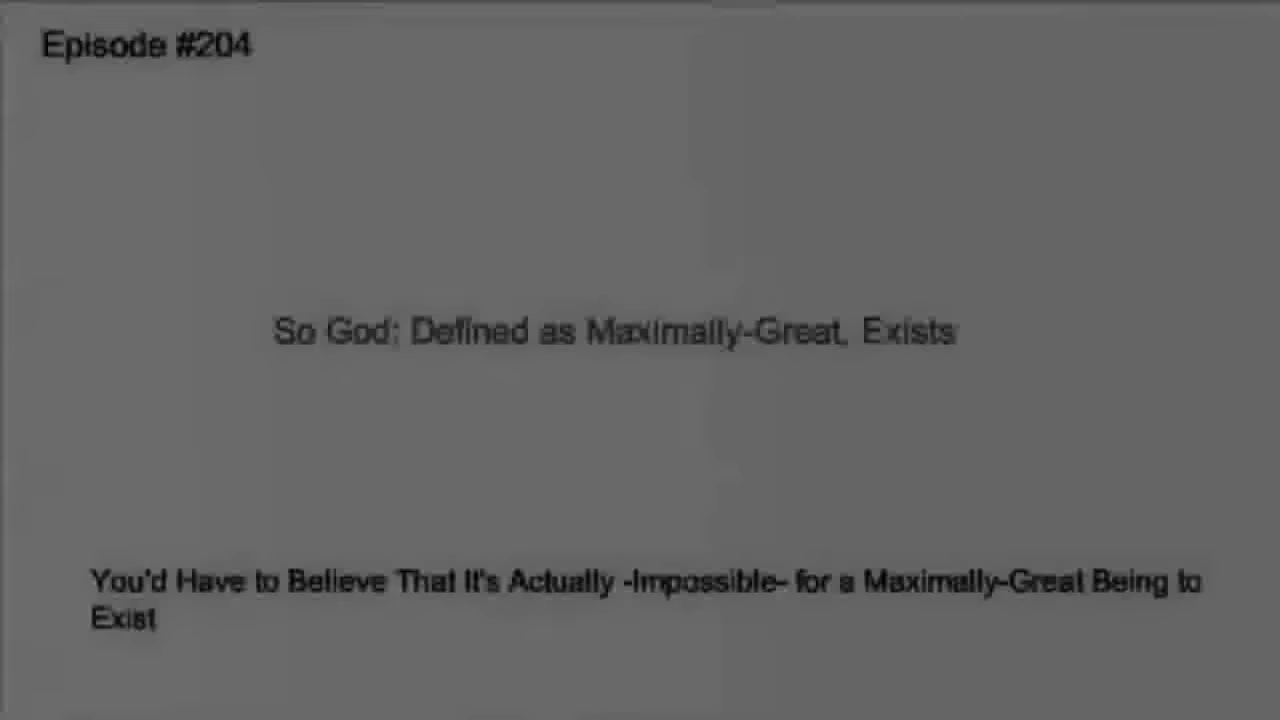 Episode #204
So God; Defined as Maximally-Great, Exists
You'd Have to Believe That It's Actually -Impossible- for a Maximally-Great Being to
Exist